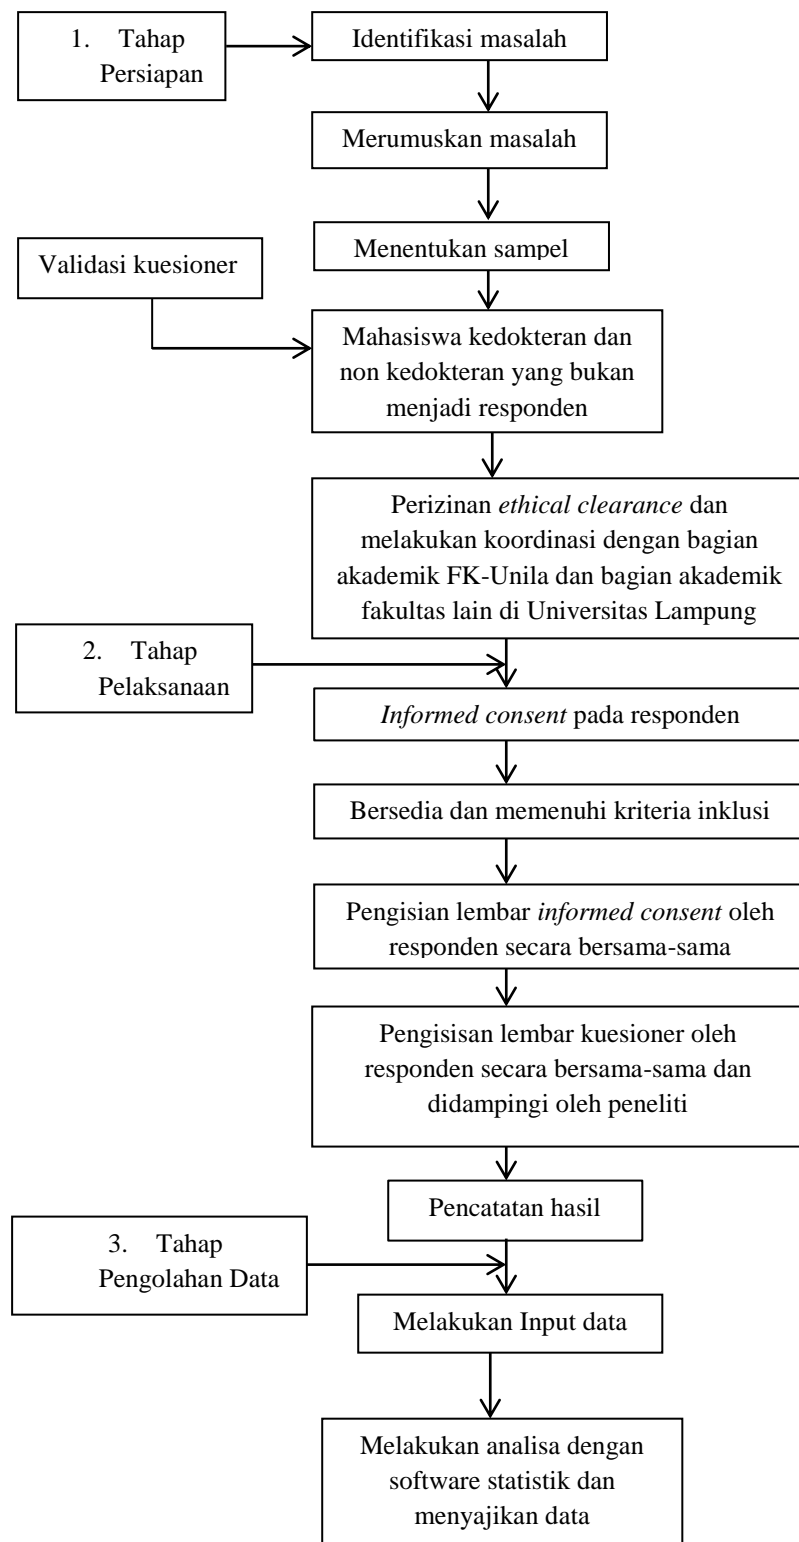 1. Tahap
Persiapan
Identifikasi masalah
Merumuskan masalah
Menentukan sampel
Validasi kuesioner
Mahasiswa kedokteran dan
non kedokteran yang bukan
menjadi responden
Perizinan ethical clearance dan
melakukan koordinasi dengan bagian
akademik FK-Unila dan bagian akademik
fakultas lain di Universitas Lampung
2. Tahap
Pelaksanaan
Informed consent pada responden
Bersedia dan memenuhi kriteria inklusi
Pengisian lembar informed consent oleh
responden secara bersama-sama
Pengisisan lembar kuesioner oleh
responden secara bersama-sama dan
didampingi oleh peneliti
Pencatatan hasil
3. Tahap
Pengolahan Data
Melakukan Input data
Melakukan analisa dengan
software statistik dan
menyajikan data